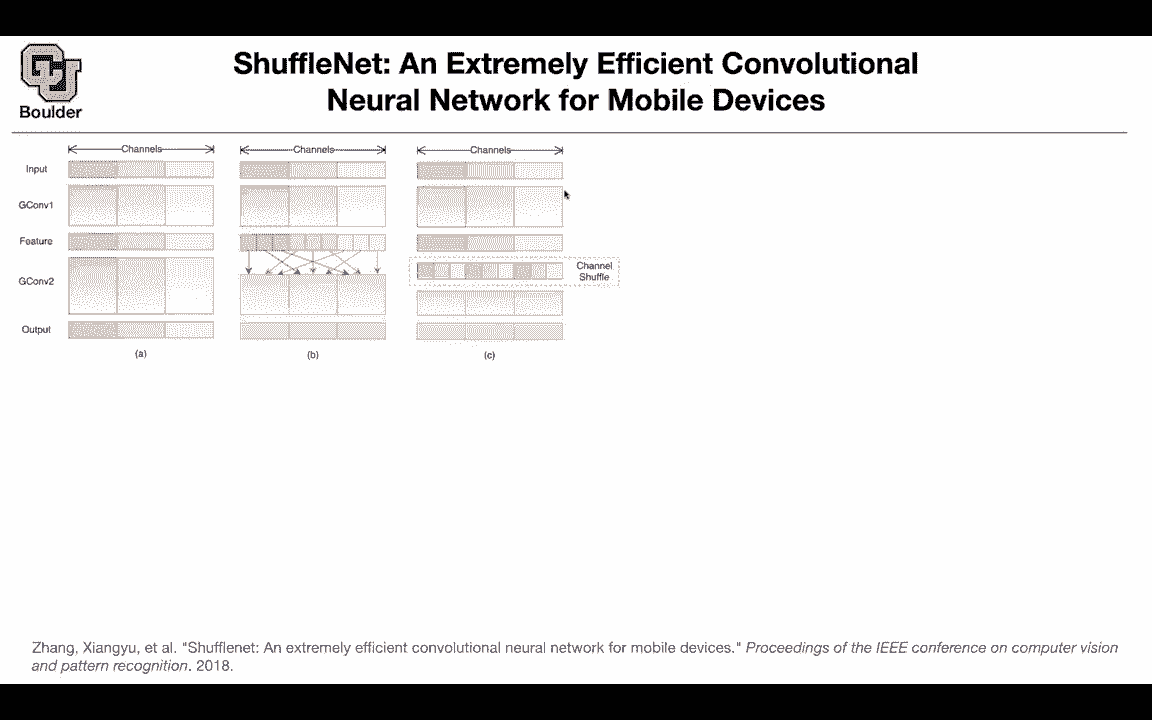 Boulder
ShuffleNet: An Extremely Efficient Convolutional
Neural Network for Mobile Devices
Channels
Channels
Channels
Input
GConv1
Feature
GConv2
Channel
Shuffle
Output
(a)
(b)
(c)
Zhang, Xiangyu, et al. "Shufflenet: An extremely efficient convolutional neural network for mobile devices." Proceedings of the IEEE conference on computer vision
and pattern recognition. 2018.